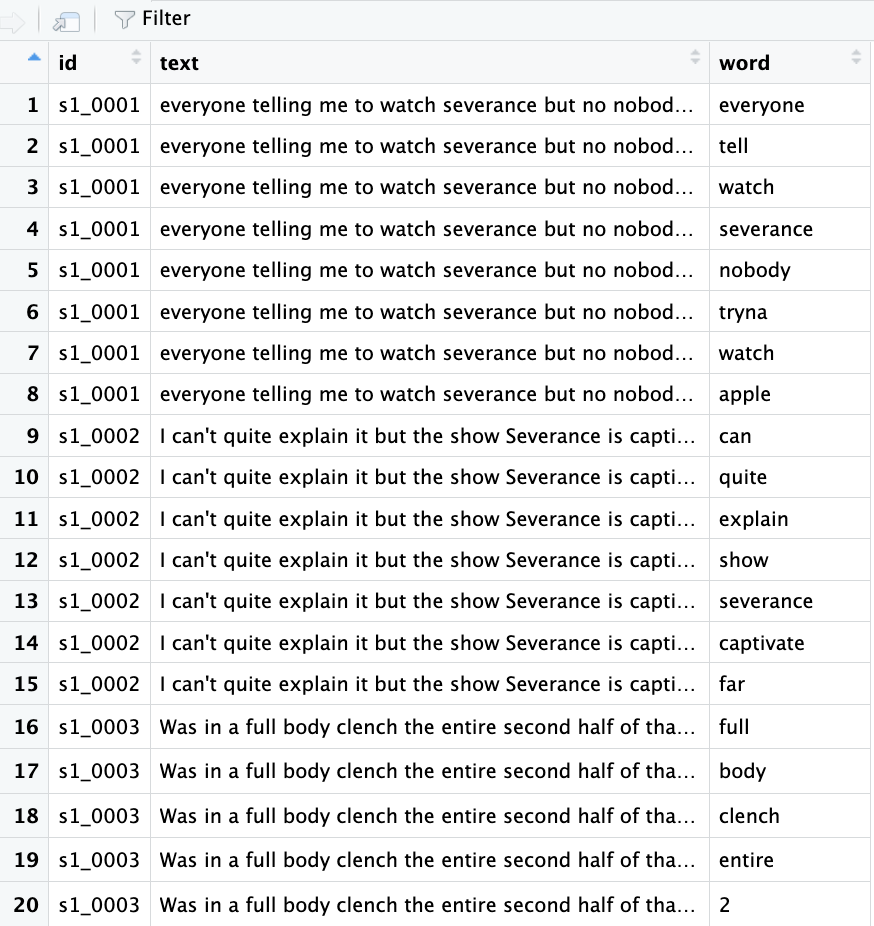 Filter
id text word
1 s1_0001 everyone telling me to watch severance but no nobod… everyone
2 s1_0001 everyone telling me to watch severance but no nobod… tell
3 s1_0001 everyone telling me to watch severance but no nobod… watch
4 s1_0001 everyone telling me to watch severance but no nobod… severance
5 s1_0001 everyone telling me to watch severance but no nobod… nobody
6 s1_0001 everyone telling me to watch severance but no nobod… tryna
7 s1_0001 everyone telling me to watch severance but no nobod… watch
8 s1_0001 everyone telling me to watch severance but no nobod… apple
9 s1_0002 I can't quite explain it but the show Severance is capti… can
10 s1_0002 I can't quite explain it but the show Severance is capti… quite
11 s1_0002 I can't quite explain it but the show Severance is capti… explain
12 s1_0002 I can't quite explain it but the show Severance is capti… show
13 s1_0002 I can't quite explain it but the show Severance is capti… severance
14 s1_0002 I can't quite explain it but the show Severance is capti… captivate
15 s1_0002 I can't quite explain it but the show Severance is capti… far
16 s1_0003 Was in a full body clench the entire second half of tha… full
17 s1_0003 Was in a full body clench the entire second half of tha… body
18 s1_0003 Was in a full body clench the entire second half of tha… clench
19 s1_0003 Was in a full body clench the entire second half of tha… entire
20 s1_0003 Was in a full body clench the entire second half of tha… 2